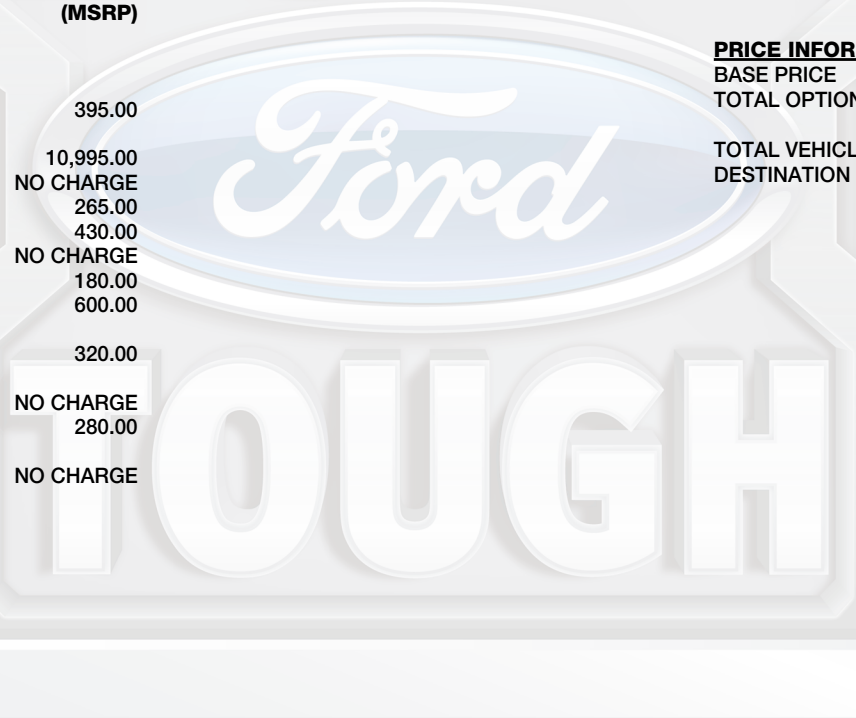 (MSRP)
395.00
10,995.00
NO CHARGE
265.00
430.00
NO CHARGE
180.00
600.00
320.00
NO CHARGE
280.00
NO CHARGE
PRICE INFOR
BASE PRICE
TOTAL OPTION
TOTAL VEHICL
DESTINATION
Ford
TOUGH